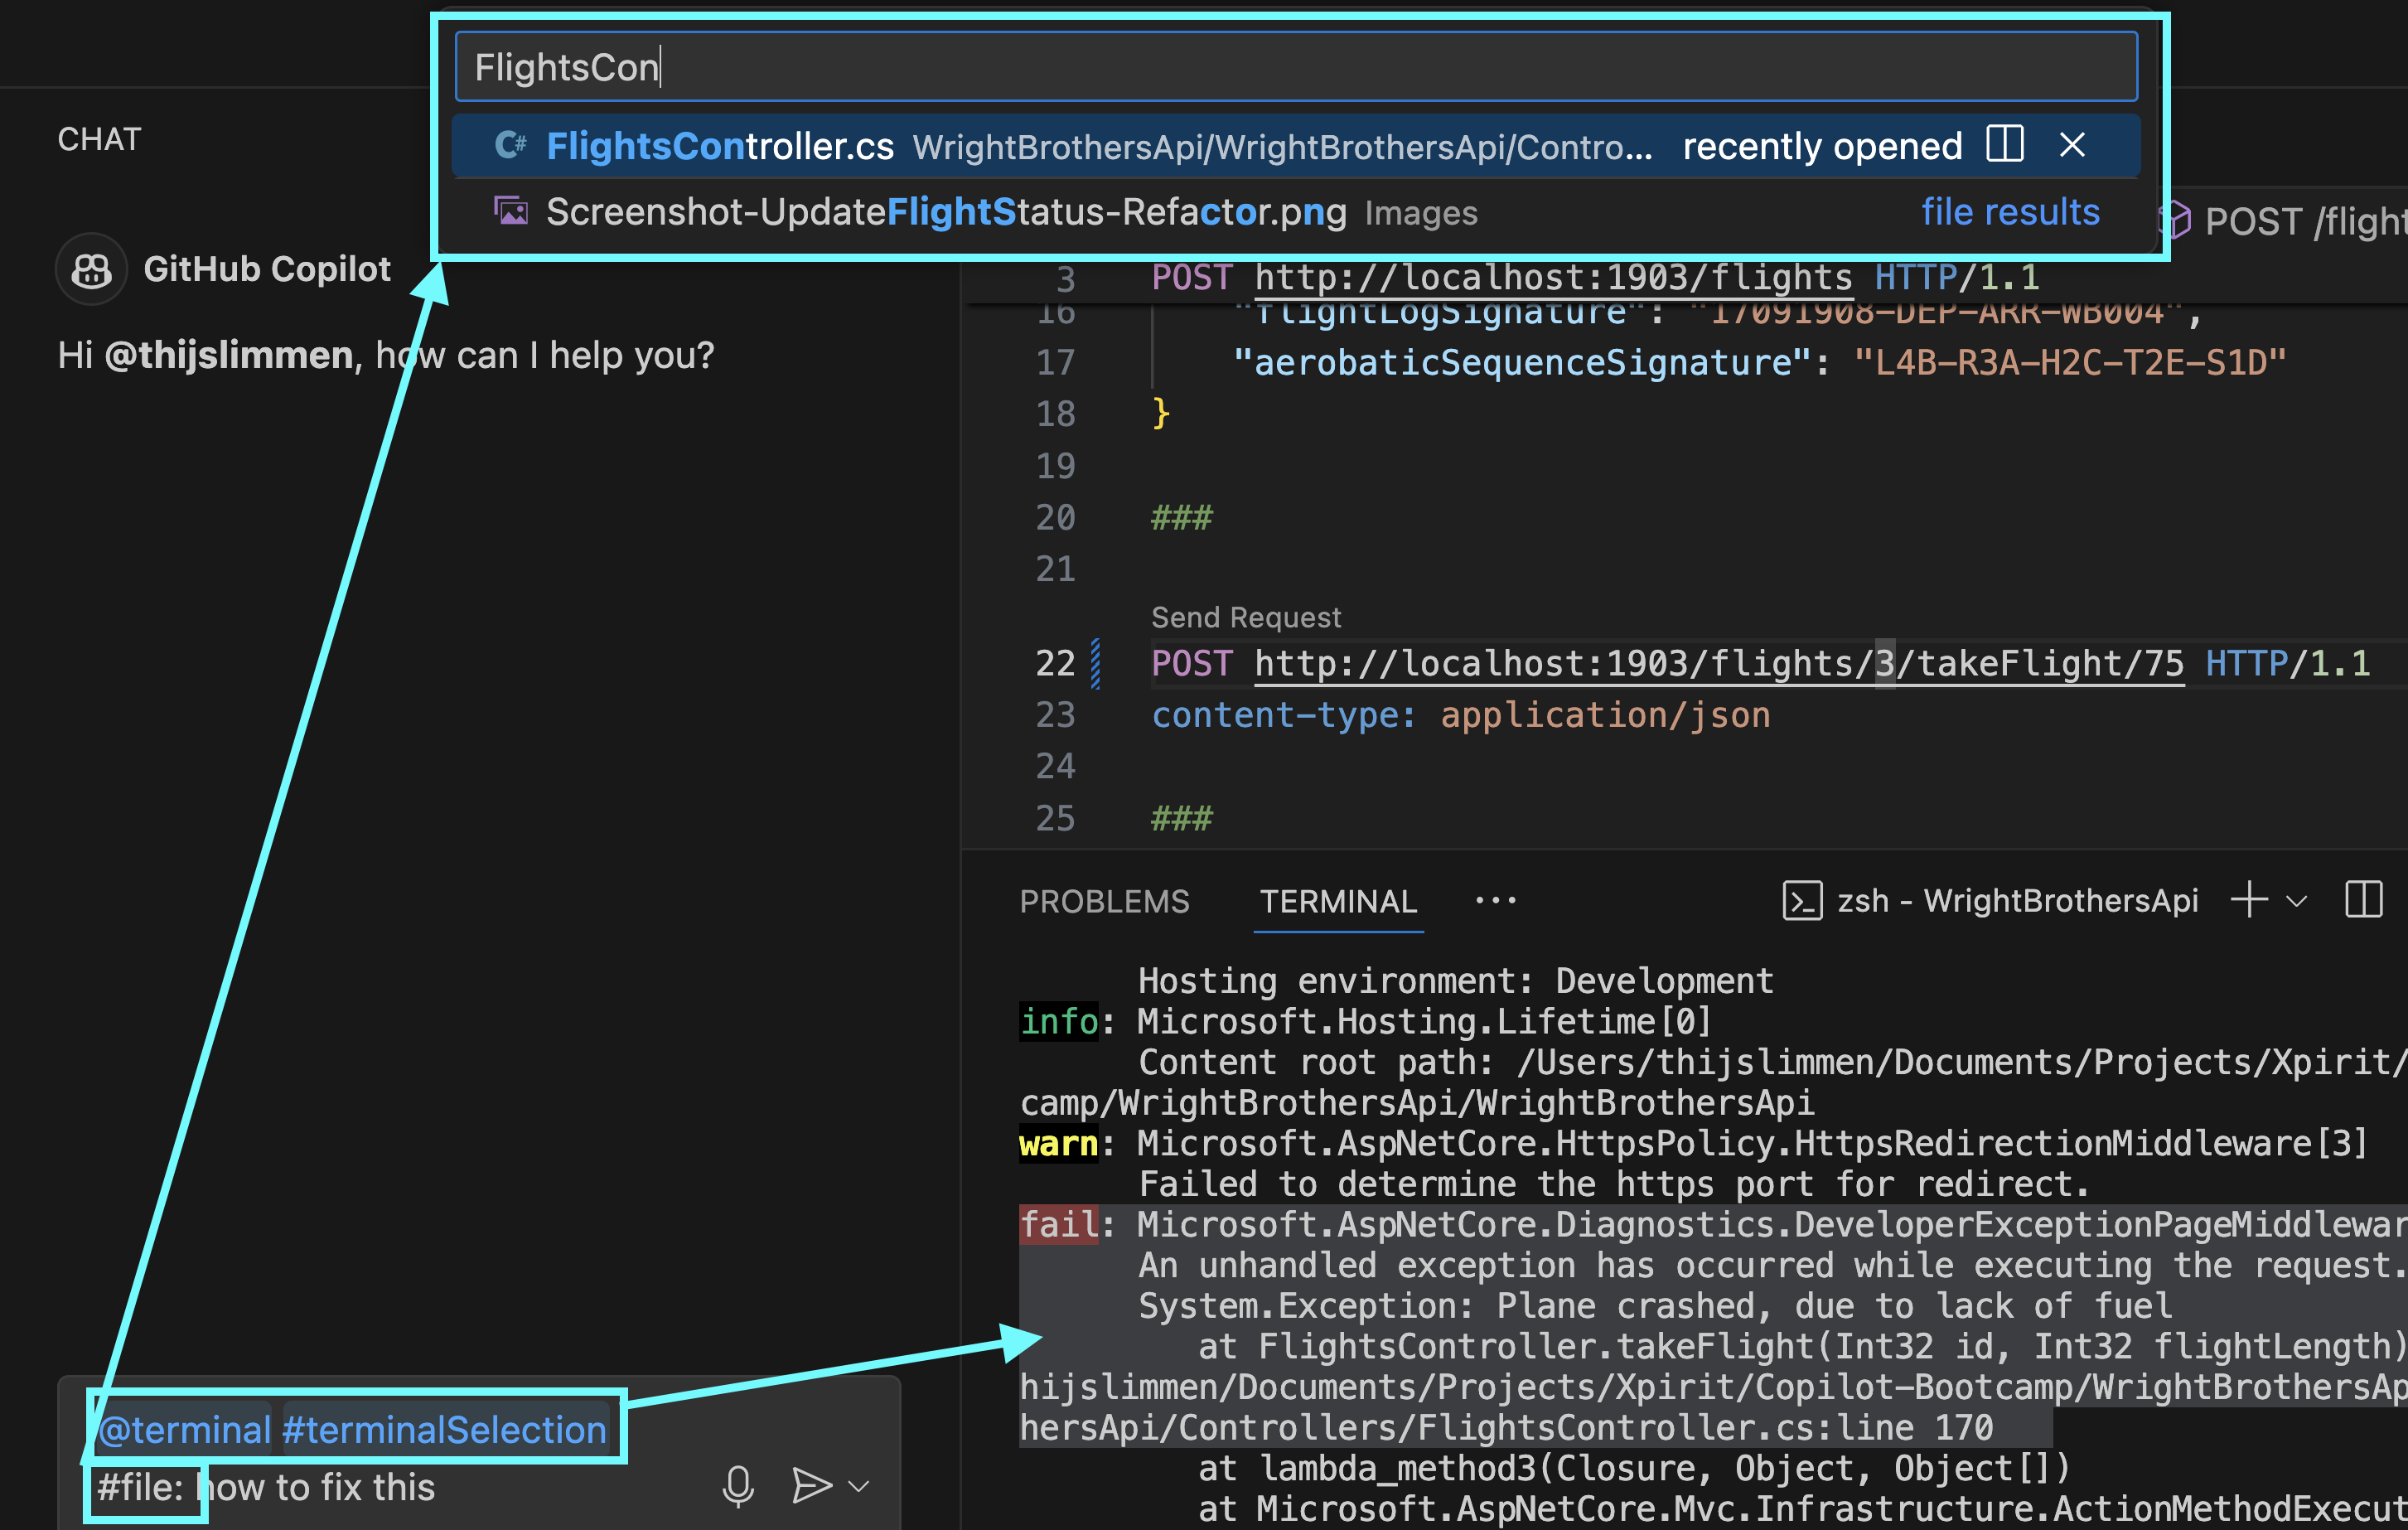 FlightsCon
FlightsController.cs WrightBrothersApi/WrightBrothersApi/Contro... recently opened
Screenshot-UpdateFlightStatus-Refactor.png Images file results
CHAT
GitHub Copilot
Hi @thijslimmen, how can I help you?
@terminal #terminalSelection
#file: how to fix this
POST /flight
3 POST http://localhost:1903/flights HTTP/1.1
16 "flightLogSignature": "17091908-DEP-ARR-WB004",
17 "aerobaticSequenceSignature": "L4B-R3A-H2C-T2E-S1D"
18 }
19
20 ###
21
Send Request
22 POST http://localhost:1903/flights/3/takeFlight/75 HTTP/1.1
23 content-type: application/json
24
25 ###
PROBLEMS TERMINAL ... zsh - WrightBrothersApi
Hosting environment: Development
info: Microsoft.Hosting.Lifetime[0]
Content root path: /Users/thijslimmen/Documents/Projects/Xpirit/
camp/WrightBrothersApi/WrightBrothersApi
warn: Microsoft.AspNetCore.HttpsPolicy.HttpsRedirectionMiddleware[3]
Failed to determine the https port for redirect.
fail: Microsoft.AspNetCore.Diagnostics.DeveloperExceptionPageMiddlewar
An unhandled exception has occurred while executing the request.
System.Exception: Plane crashed, due to lack of fuel
at FlightsController.takeFlight(Int32 id, Int32 flightLength)
hijslimmen/Documents/Projects/Xpirit/Copilot-Bootcamp/WrightBrothersAp
hersApi/Controllers/FlightsController.cs:line 170
at lambda_method3(Closure, Object, Object[])
at Microsoft.AspNetCore.Mvc.Infrastructure.ActionMethodExecut